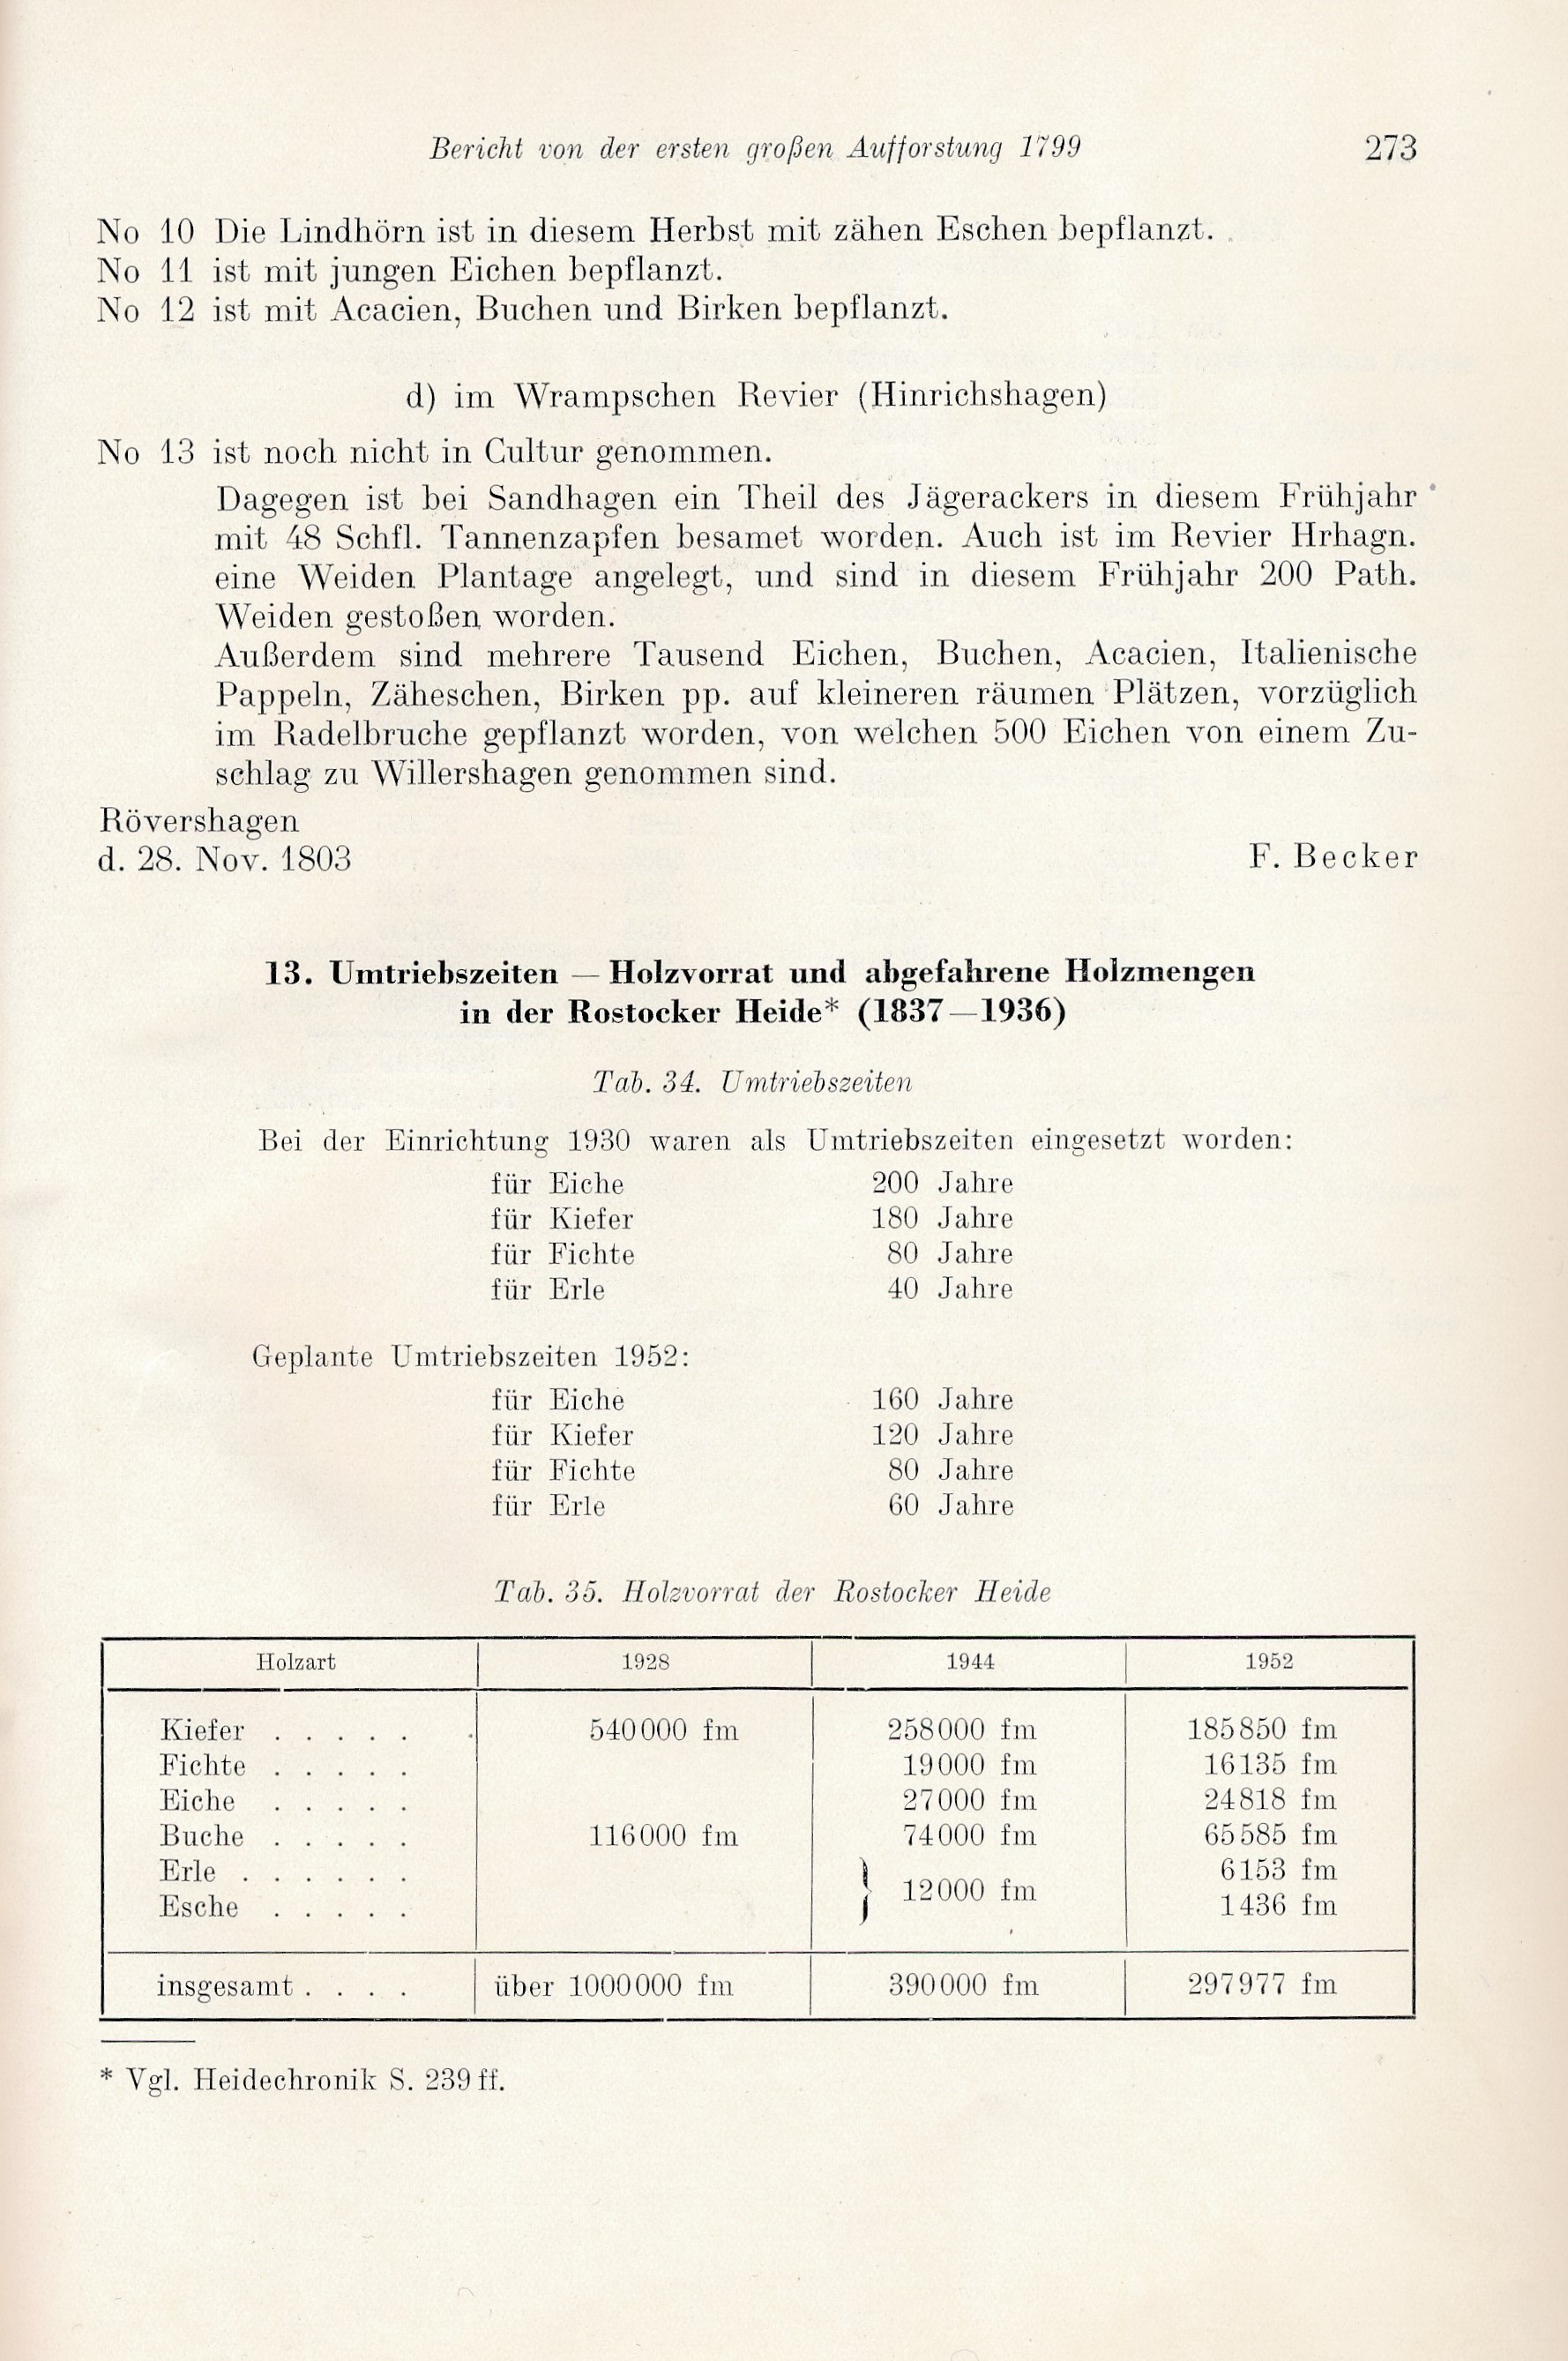 Bericht von der ersten großen Aufforstung 1799 273
No 10 Die Lindhörn ist in diesem Herbst mit zähen Eschen bepflanzt.
No 11 ist mit jungen Eichen bepflanzt.
No 12 ist mit Acacien, Buchen und Birken bepflanzt.
d) im Wrampschen Revier (Hinrichshagen)
No 13 ist noch nicht in Cultur genommen.
Dagegen ist bei Sandhagen ein Theil des Jägerackers in diesem Frühjahr
mit 48 Schfl. Tannenzapfen besamet worden. Auch ist im Revier Hrhagn.
eine Weiden Plantage angelegt, und sind in diesem Frühjahr 200 Path.
Weiden gestoßen worden.
Außerdem sind mehrere Tausend Eichen, Buchen, Acacien, Italienische
Pappeln, Zäheschen, Birken pp. auf kleineren räumen Plätzen, vorzüglich
im Radelbruche gepflanzt worden, von welchen 500 Eichen von einem Zu-
schlag zu Willershagen genommen sind.
Rövershagen
d. 28. Nov. 1803 F. Becker
13. Umtriebszeiten — Holzvorrat und abgefahrene Holzmengen
in der Rostocker Heide* (1837—1936)
Tab. 34. Umtriebszeiten
Bei der Einrichtung 1930 waren als Umtriebszeiten eingesetzt worden:
für Eiche 200 Jahre
für Kiefer 180 Jahre
für Fichte 80 Jahre
für Erle 40 Jahre
Geplante Umtriebszeiten 1952:
für Eiche 160 Jahre
für Kiefer 120 Jahre
für Fichte 80 Jahre
für Erle 60 Jahre
Tab. 35. Holzvorrat der Rostocker Heide
Holzart 1928 1944 1952
Kiefer . . . . . 540000 fm 258000 fm 185850 fm
Fichte . . . . . 19000 fm 16135 fm
Eiche . . . . . 27000 fm 24818 fm
Buche . . . . . 116000 fm 74000 fm 65585 fm
Erle . . . . . . } 12000 fm 6153 fm
Esche . . . . . 1436 fm
insgesamt . . . . über 1000000 fm 390000 fm 297977 fm
* Vgl. Heidechronik S. 239 ff.